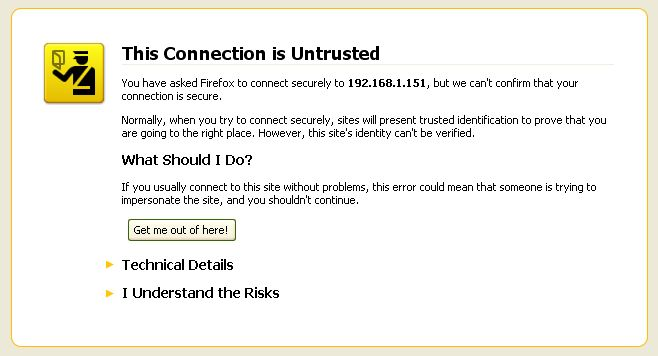 This Connection is Untrusted
You have asked Firefox to connect securely to 192.168.1.151, but we can't confirm that your
connection is secure.
Normally, when you try to connect securely, sites will present trusted identification to prove that you
are going to the right place. However, this site's identity can't be verified.
What Should I Do?
If you usually connect to this site without problems, this error could mean that someone is trying to
impersonate the site, and you shouldn't continue.
Get me out of here!
Technical Details
I Understand the Risks